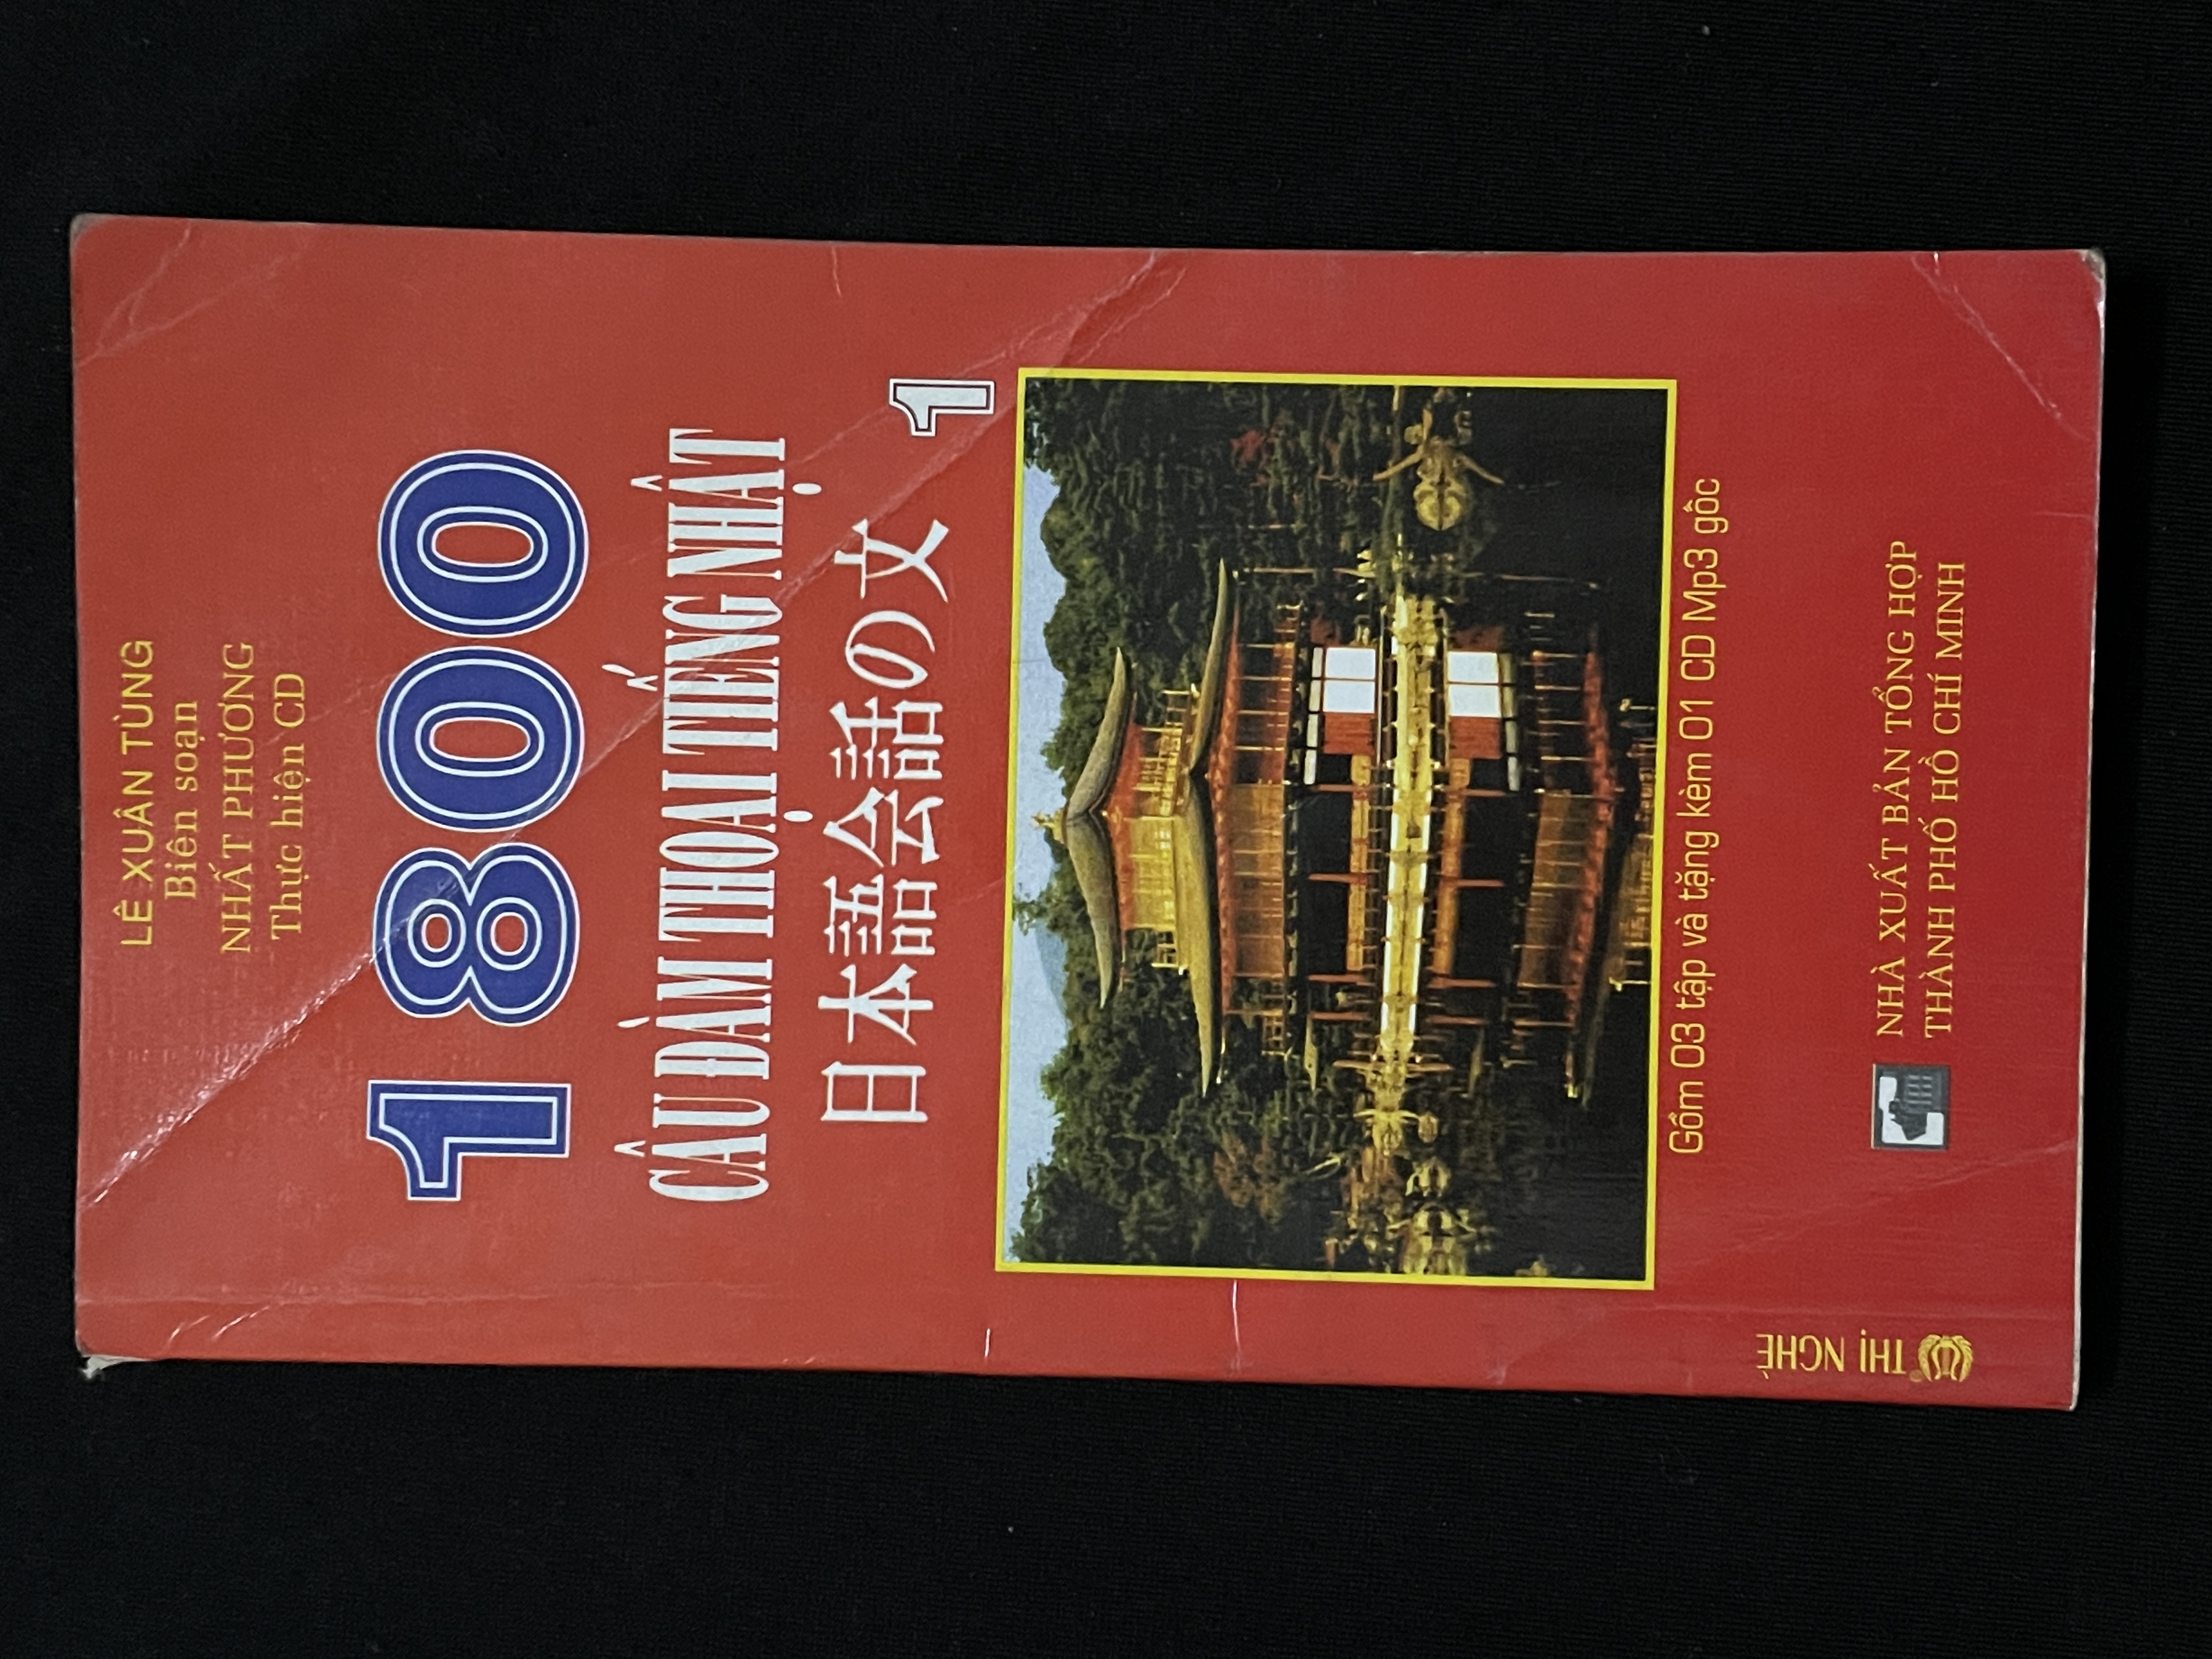 LÊ XUÂN TÙNG
Biên soạn
NHẤT PHƯƠNG
Thực hiện CD
1800
CÂU ĐÀM THOẠI TIẾNG NHẬT
日本語会話の文
1
Gồm 03 tập và tặng kèm 01 CD Mp3 gốc
THỊ NGHÈ
NHÀ XUẤT BẢN TỔNG HỢP
THÀNH PHỐ HỒ CHÍ MINH